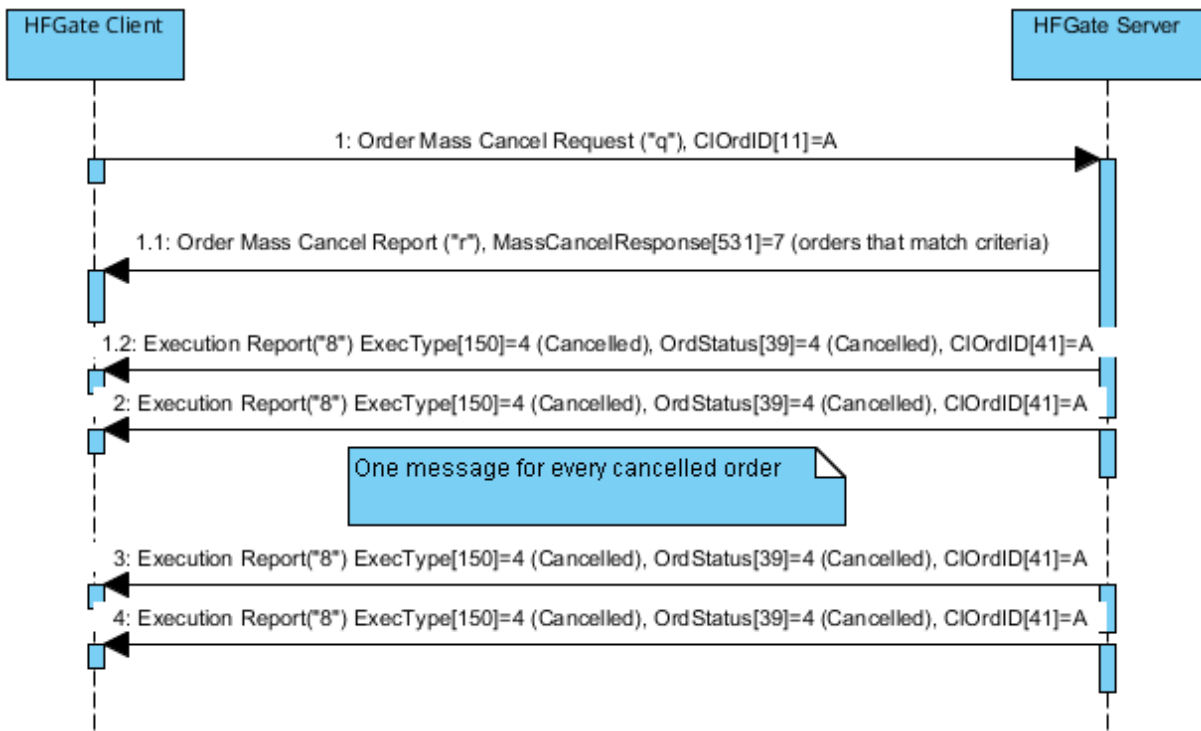 HFGate Client
HFGate Server
1: Order Mass Cancel Request ("q"), ClOrdID[11]=A
1.1: Order Mass Cancel Report ("r"), MassCancelResponse[531]=7 (orders that match criteria)
1.2: Execution Report("8") ExecType[150]=4 (Cancelled), OrdStatus[39]=4 (Cancelled), ClOrdID[41]=A
2: Execution Report("8") ExecType[150]=4 (Cancelled), OrdStatus[39]=4 (Cancelled), ClOrdID[41]=A
One message for every cancelled order
3: Execution Report("8") ExecType[150]=4 (Cancelled), OrdStatus[39]=4 (Cancelled), ClOrdID[41]=A
4: Execution Report("8") ExecType[150]=4 (Cancelled), OrdStatus[39]=4 (Cancelled), ClOrdID[41]=A